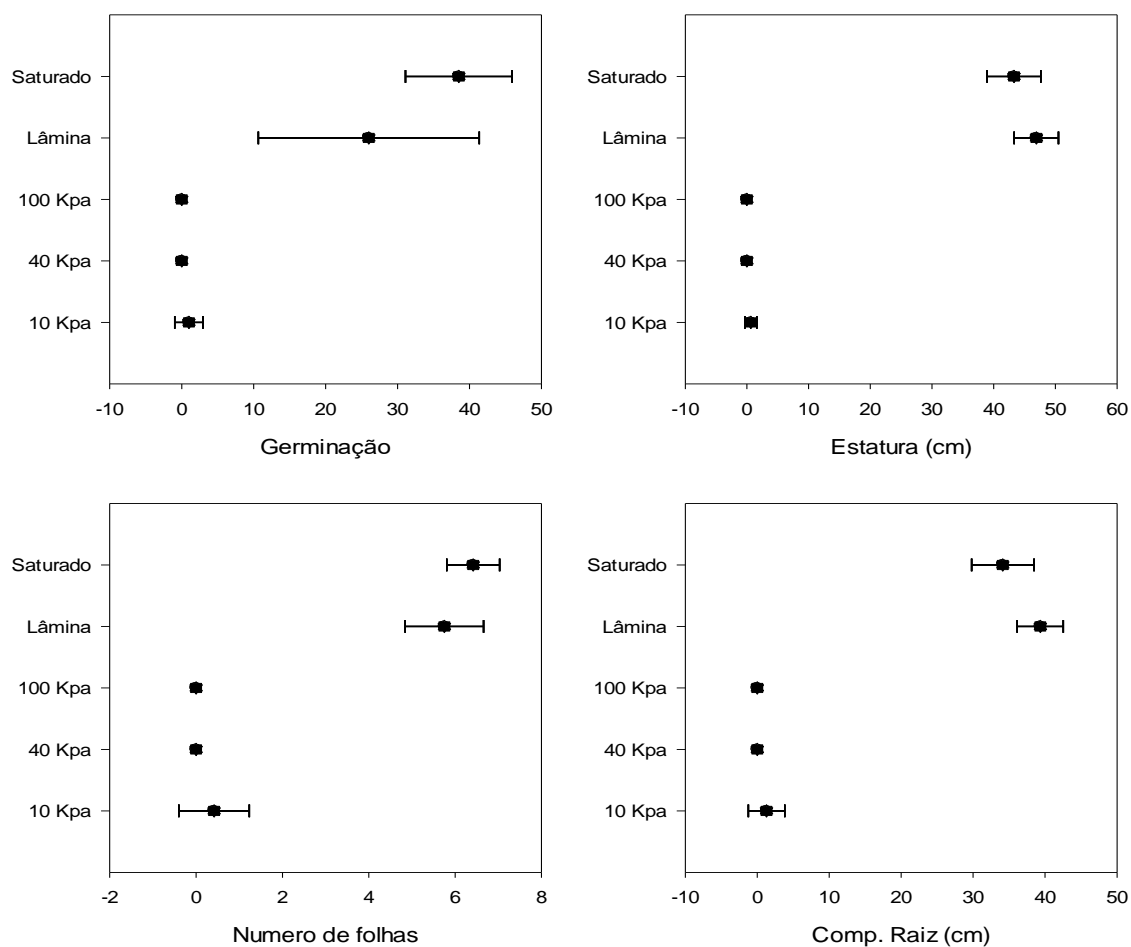 Saturado
Lâmina
100 Kpa
40 Kpa
10 Kpa
-10 0 10 20 30 40 50
Germinação
Saturado
Lâmina
100 Kpa
40 Kpa
10 Kpa
-10 0 10 20 30 40 50 60
Estatura (cm)
Saturado
Lâmina
100 Kpa
40 Kpa
10 Kpa
-2 0 2 4 6 8
Numero de folhas
Saturado
Lâmina
100 Kpa
40 Kpa
10 Kpa
-10 0 10 20 30 40 50
Comp. Raiz (cm)